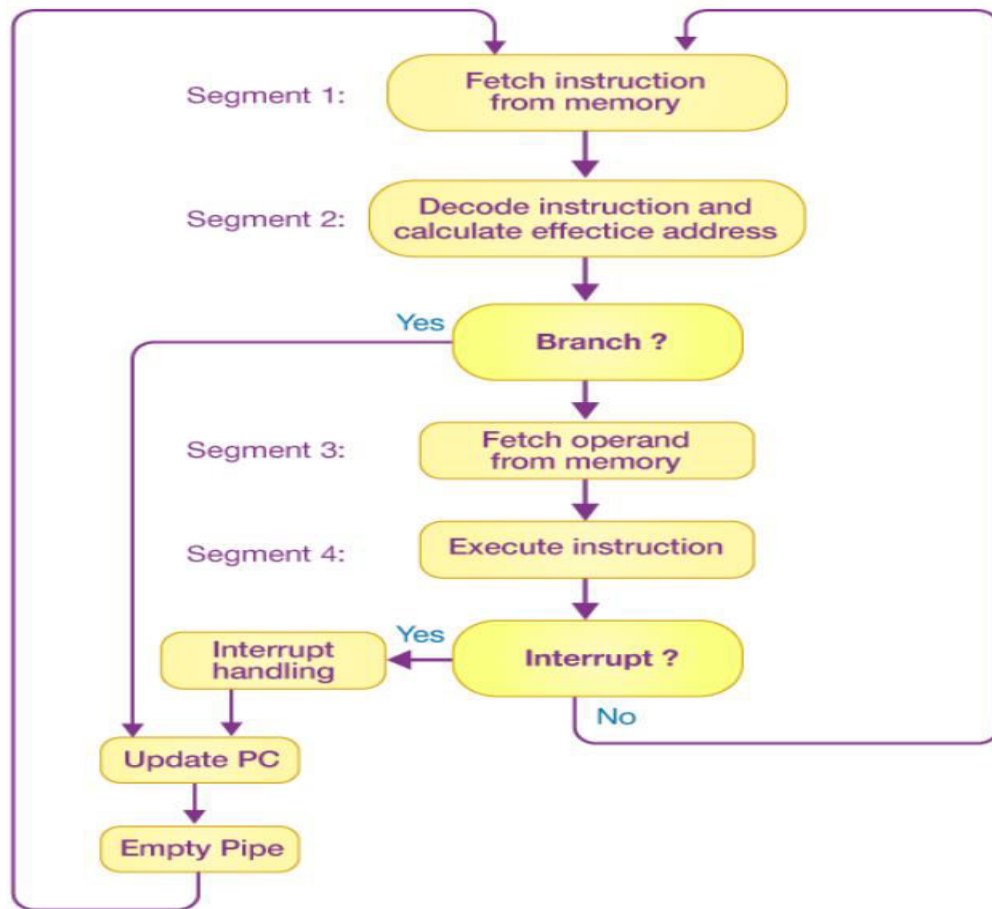 Segment 1:
Fetch instruction
from memory
Segment 2:
Decode instruction and
calculate effectice address
Yes
Branch ?
Segment 3:
Fetch operand
from memory
Segment 4:
Execute instruction
Interrupt
handling
Yes
Interrupt ?
No
Update PC
Empty Pipe